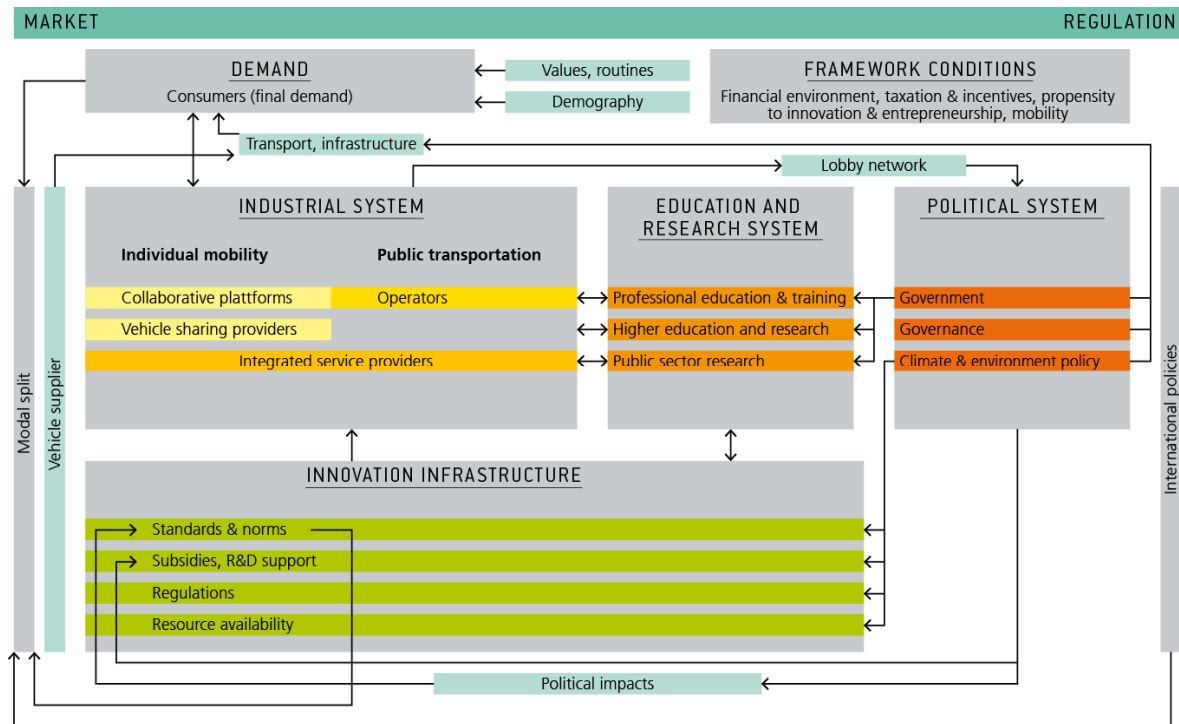 MARKET
REGULATION
DEMAND
Consumers (final demand)
Values, routines
Demography
FRAMEWORK CONDITIONS
Financial environment, taxation & incentives, propensity
to innovation & entrepreneurship, mobility
Transport, infrastructure
Lobby network
INDUSTRIAL SYSTEM
Individual mobility
Public transportation
Collaborative plattforms
Operators
Vehicle sharing providers
Integrated service providers
EDUCATION AND
RESEARCH SYSTEM
Professional education & training
Higher education and research
Public sector research
POLITICAL SYSTEM
Government
Governance
Climate & environment policy
Modal split
Vehicle supplier
International policies
INNOVATION INFRASTRUCTURE
Standards & norms
Subsidies, R&D support
Regulations
Resource availability
Political impacts